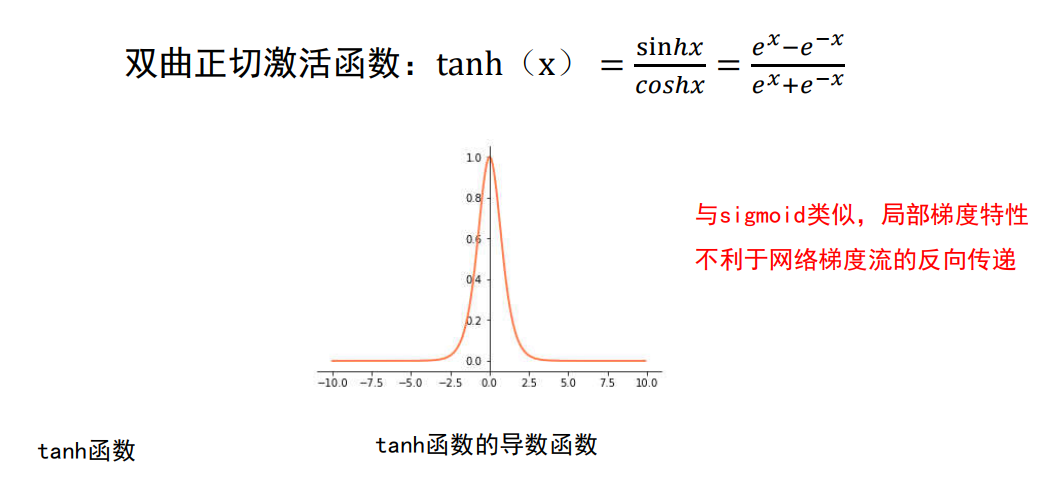 双曲正切激活函数：tanh（x）= sinhx/coshx = (e^x−e^−x)/(e^x+e^−x)
1.0
0.8
0.6
0.4
0.2
0.0
−10.0 −7.5 −5.0 −2.5 0.0 2.5 5.0 7.5 10.0
与sigmoid类似，局部梯度特性
不利于网络梯度流的反向传递
tanh函数
tanh函数的导数函数